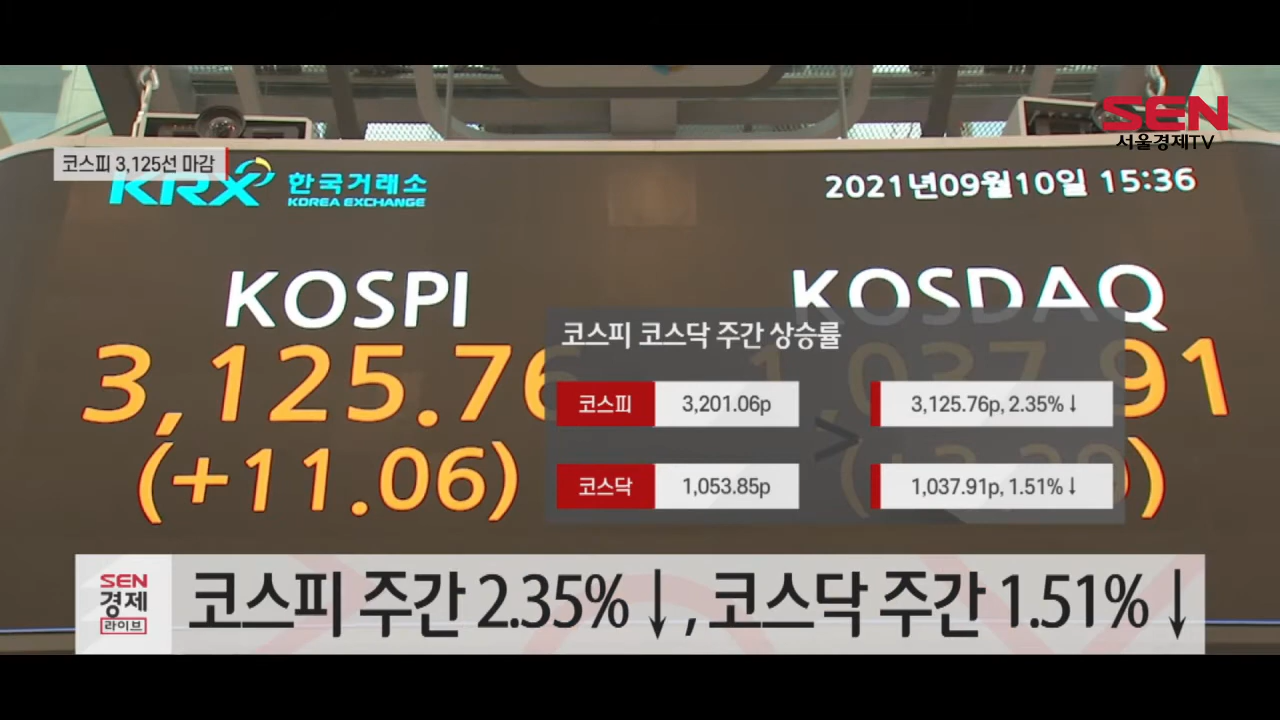 SEN
서울경제TV
코스피 3,125선 마감
KRX 한국거래소
KOREA EXCHANGE
2021년09월10일 15:36
KOSPI
KOSDAQ
3,125.76
1,037.91
(+11.06)
코스피 코스닥 주간 상승률
코스피 3,201.06p > 3,125.76p, 2.35%↓
코스닥 1,053.85p 1,037.91p, 1.51%↓
SEN
경제
라이브
코스피 주간 2.35%↓, 코스닥 주간 1.51%↓